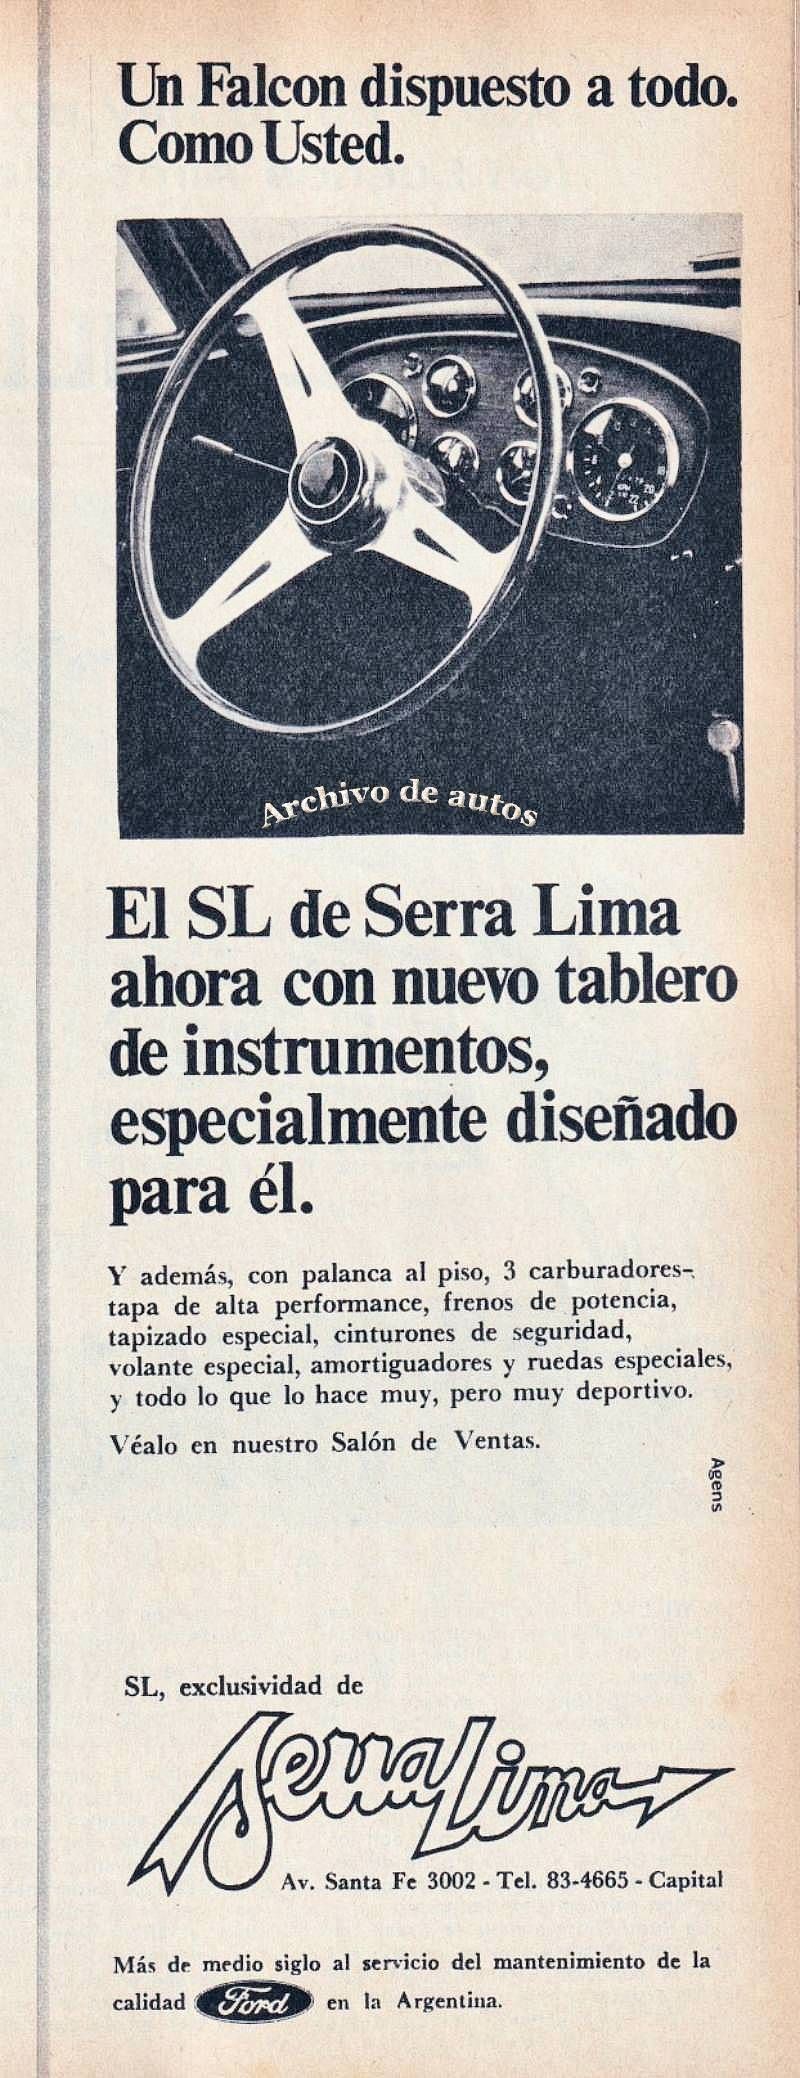 Un Falcon dispuesto a todo.
Como Usted.
Archivo de autos
El SL de Serra Lima
ahora con nuevo tablero
de instrumentos,
especialmente diseñado
para él.
Y además, con palanca al piso, 3 carburadores-
tapa de alta performance, frenos de potencia,
tapizado especial, cinturones de seguridad,
volante especial, amortiguadores y ruedas especiales,
y todo lo que lo hace muy, pero muy deportivo.
Véalo en nuestro Salón de Ventas.
Agens
SL, exclusividad de
Serra Lima
Av. Santa Fe 3002 - Tel. 83-4665 - Capital
Más de medio siglo al servicio del mantenimiento de la
calidad Ford en la Argentina.